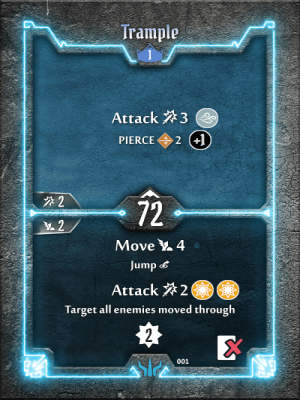 Trample
1
Attack 3
PIERCE 2 +1
2
72
2
Move 4
Jump
Attack 2
Target all enemies moved through
2
001